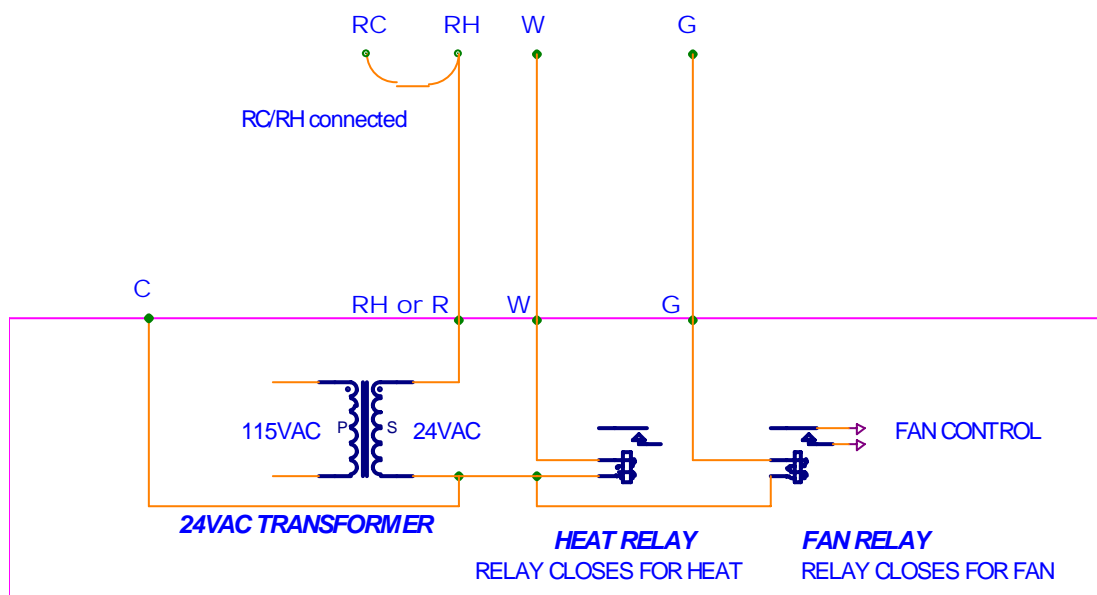 RC RH W G
RC/RH connected
C RH or R W G
115VAC P S 24VAC FAN CONTROL
24VAC TRANSFORMER
HEAT RELAY FAN RELAY
RELAY CLOSES FOR HEAT RELAY CLOSES FOR FAN